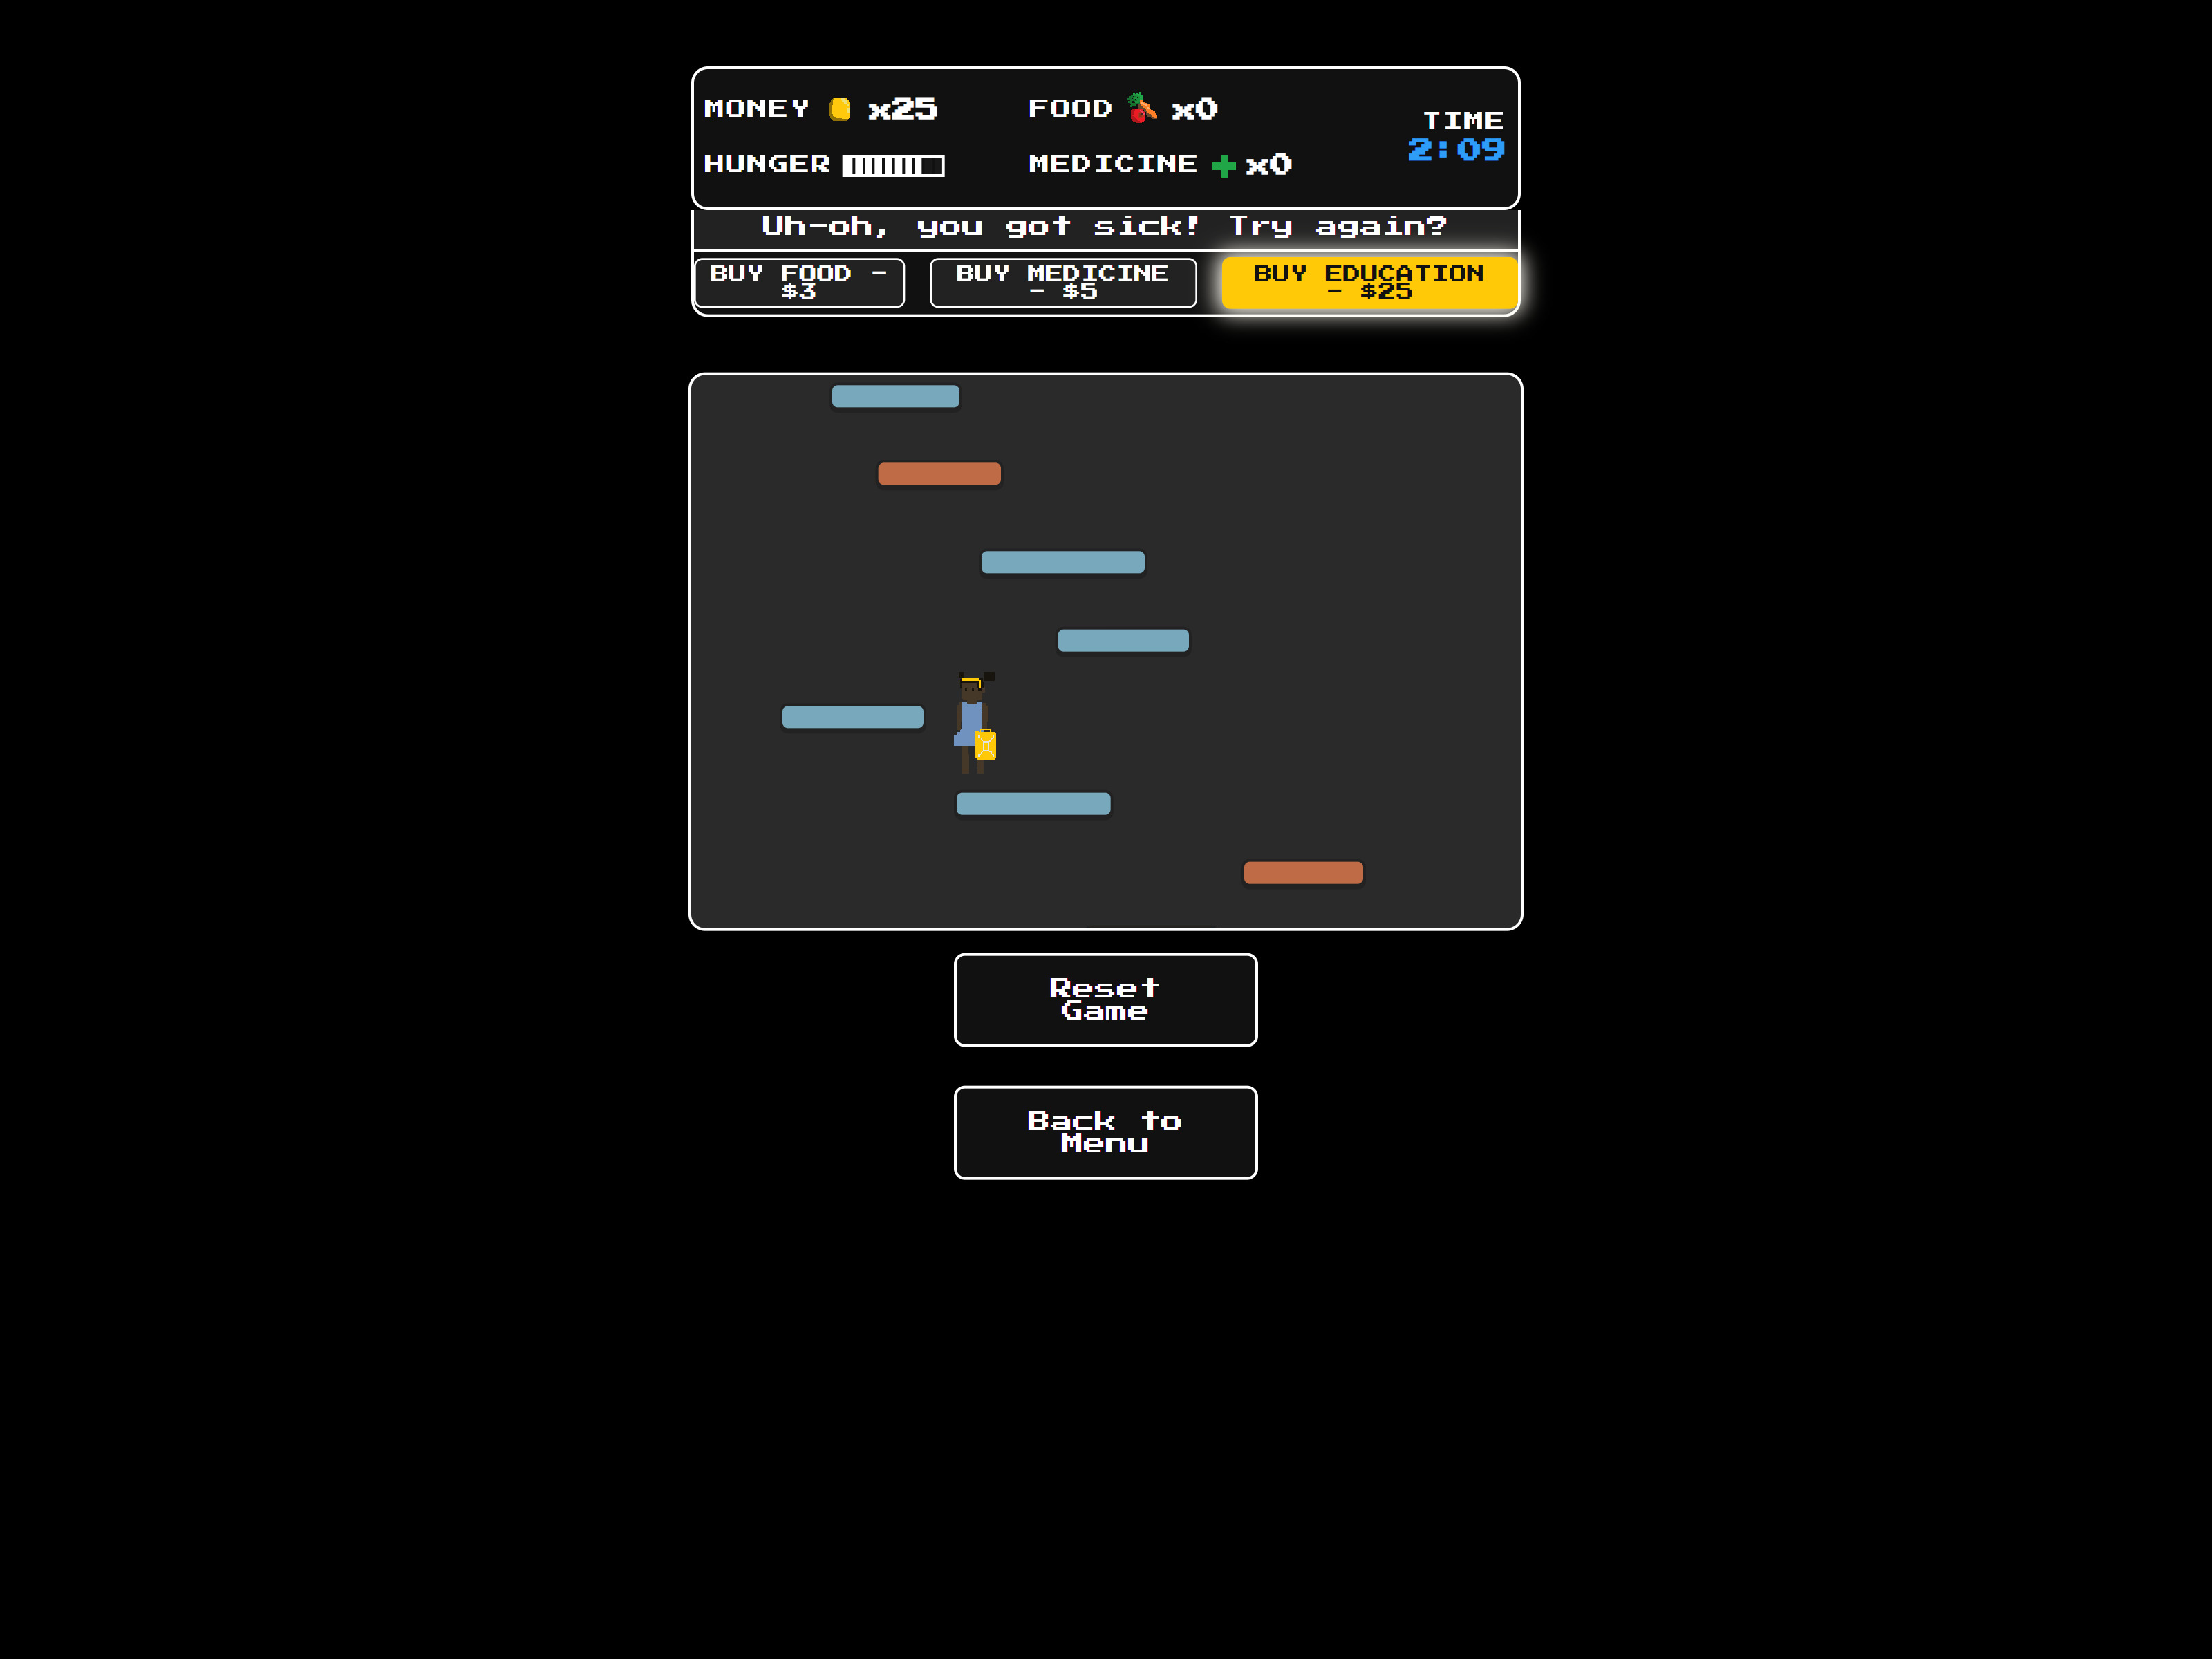 MONEY x25 FOOD x0
TIME
2:09
HUNGER MEDICINE x0
Uh-oh, you got sick! Try again?
BUY FOOD -
$3
BUY MEDICINE
- $5
BUY EDUCATION
- $25
Reset
Game
Back to
Menu